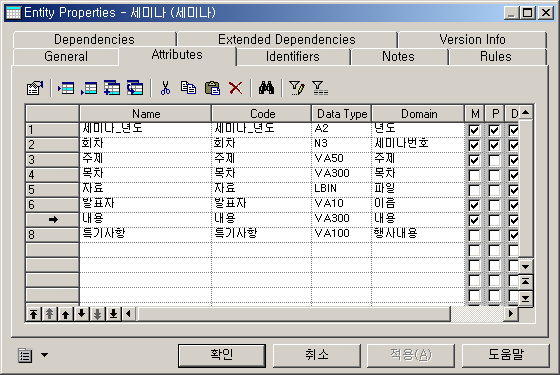 Entity Properties - 세미나 (세미나)
Dependencies Extended Dependencies Version Info
General Attributes Identifiers Notes Rules
Name Code Data Type Domain M P D
1 세미나_년도 세미나_년도 A2 년도
2 회차 회차 N3 세미나번호
3 주제 주제 VA50 주제
4 목차 목차 VA300 목차
5 자료 자료 LBIN 파일
6 발표자 발표자 VA10 이름
내용 내용 VA300 내용
8 특기사항 특기사항 VA100 행사내용
확인 취소 적용(A) 도움말